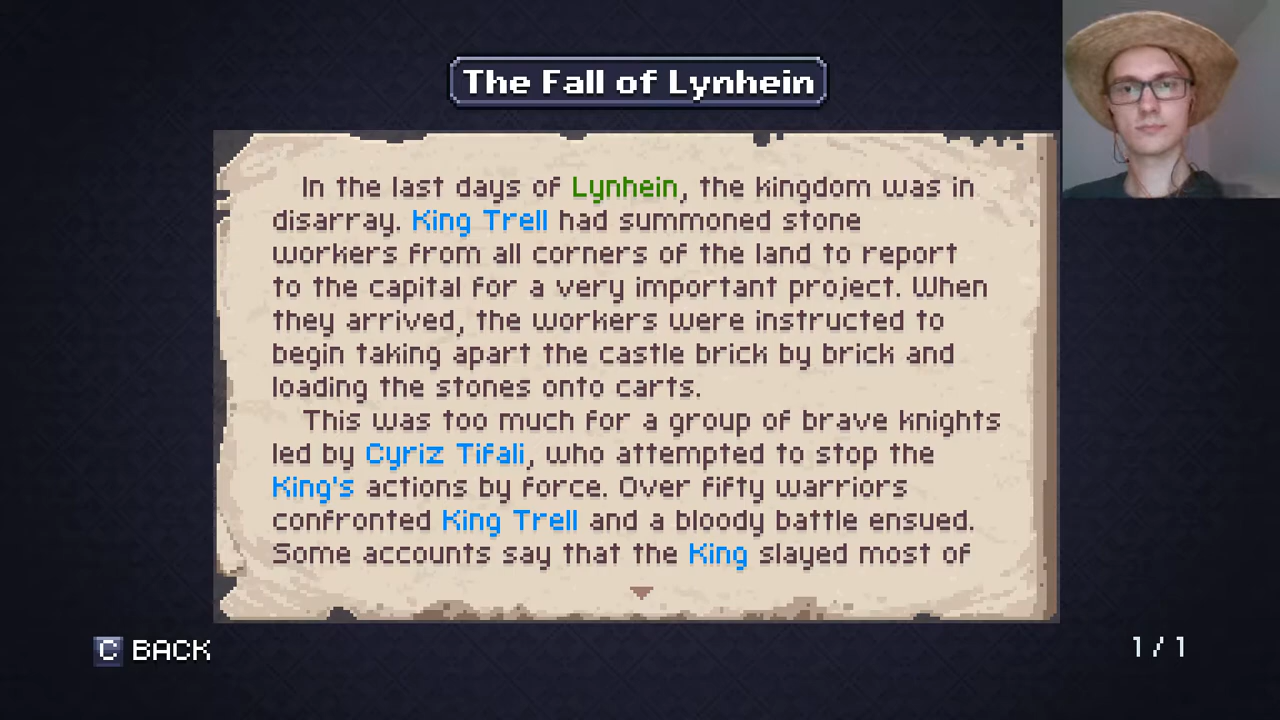 The Fall of Lynhein
In the last days of Lynhein, the kingdom was in
disarray. King Trell had summoned stone
workers from all corners of the land to report
to the capital for a very important project. When
they arrived, the workers were instructed to
begin taking apart the castle brick by brick and
loading the stones onto carts.
This was too much for a group of brave knights
led by Cyriz Tifali, who attempted to stop the
King's actions by force. Over fifty warriors
confronted King Trell and a bloody battle ensued.
Some accounts say that the King slayed most of
C BACK
1 / 1